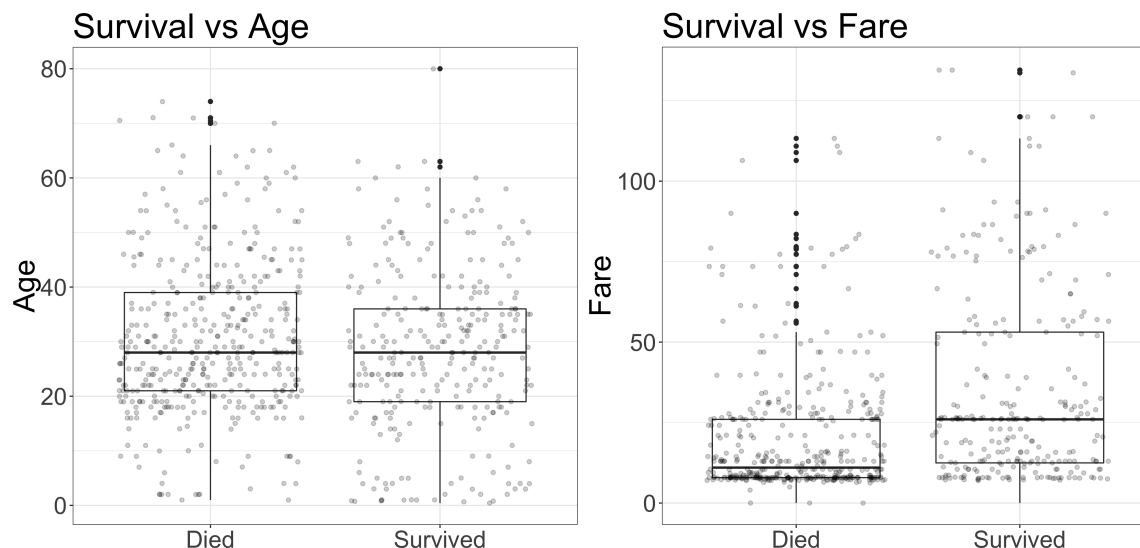 Survival vs Age
Age
80
60
40
20
0
Died
Survived
Survival vs Fare
Fare
100
50
0
Died
Survived